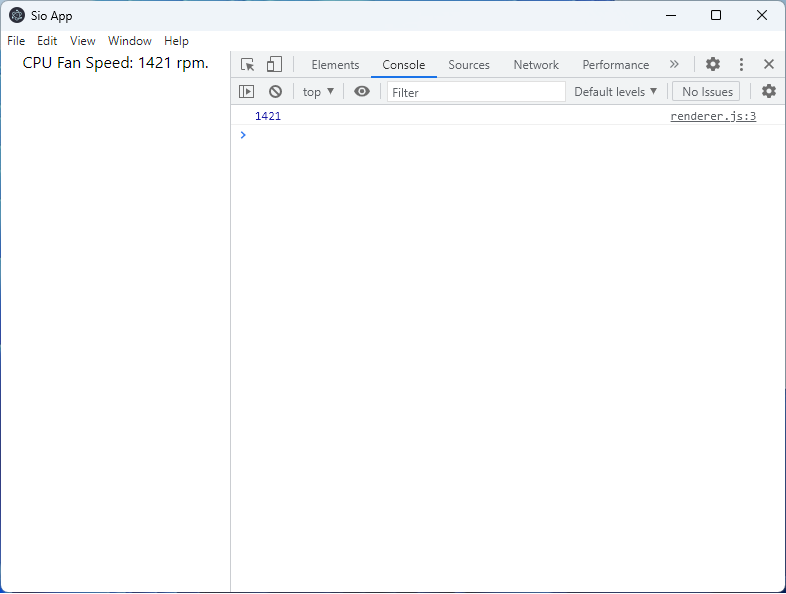 Sio App
File Edit View Window Help
CPU Fan Speed: 1421 rpm.
Elements Console Sources Network Performance »
top ▼ Filter Default levels ▼ No Issues
1421 renderer.js:3
>